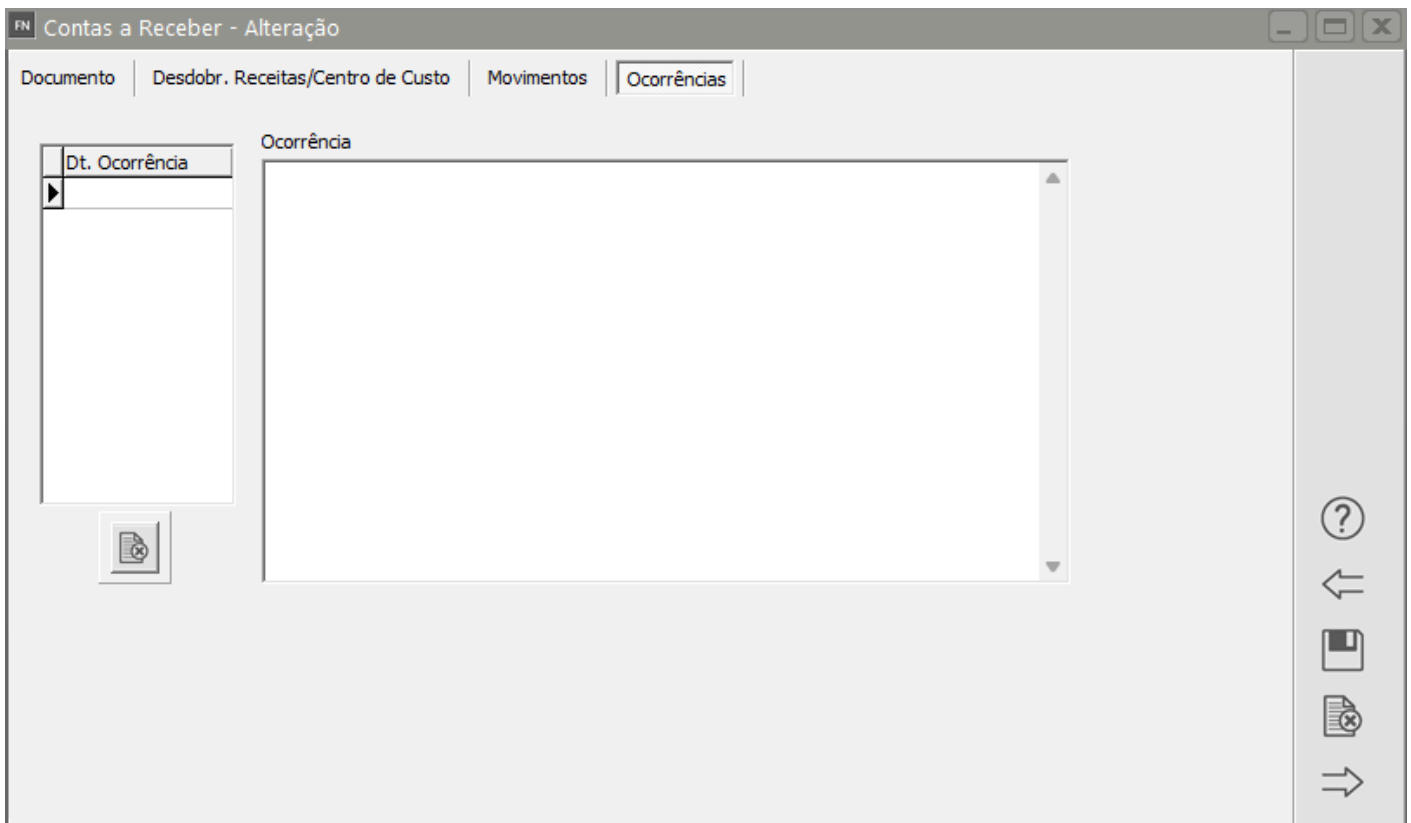 FN Contas a Receber - Alteração
Documento Desdobr. Receitas/Centro de Custo Movimentos Ocorrências
Ocorrência
Dt. Ocorrência